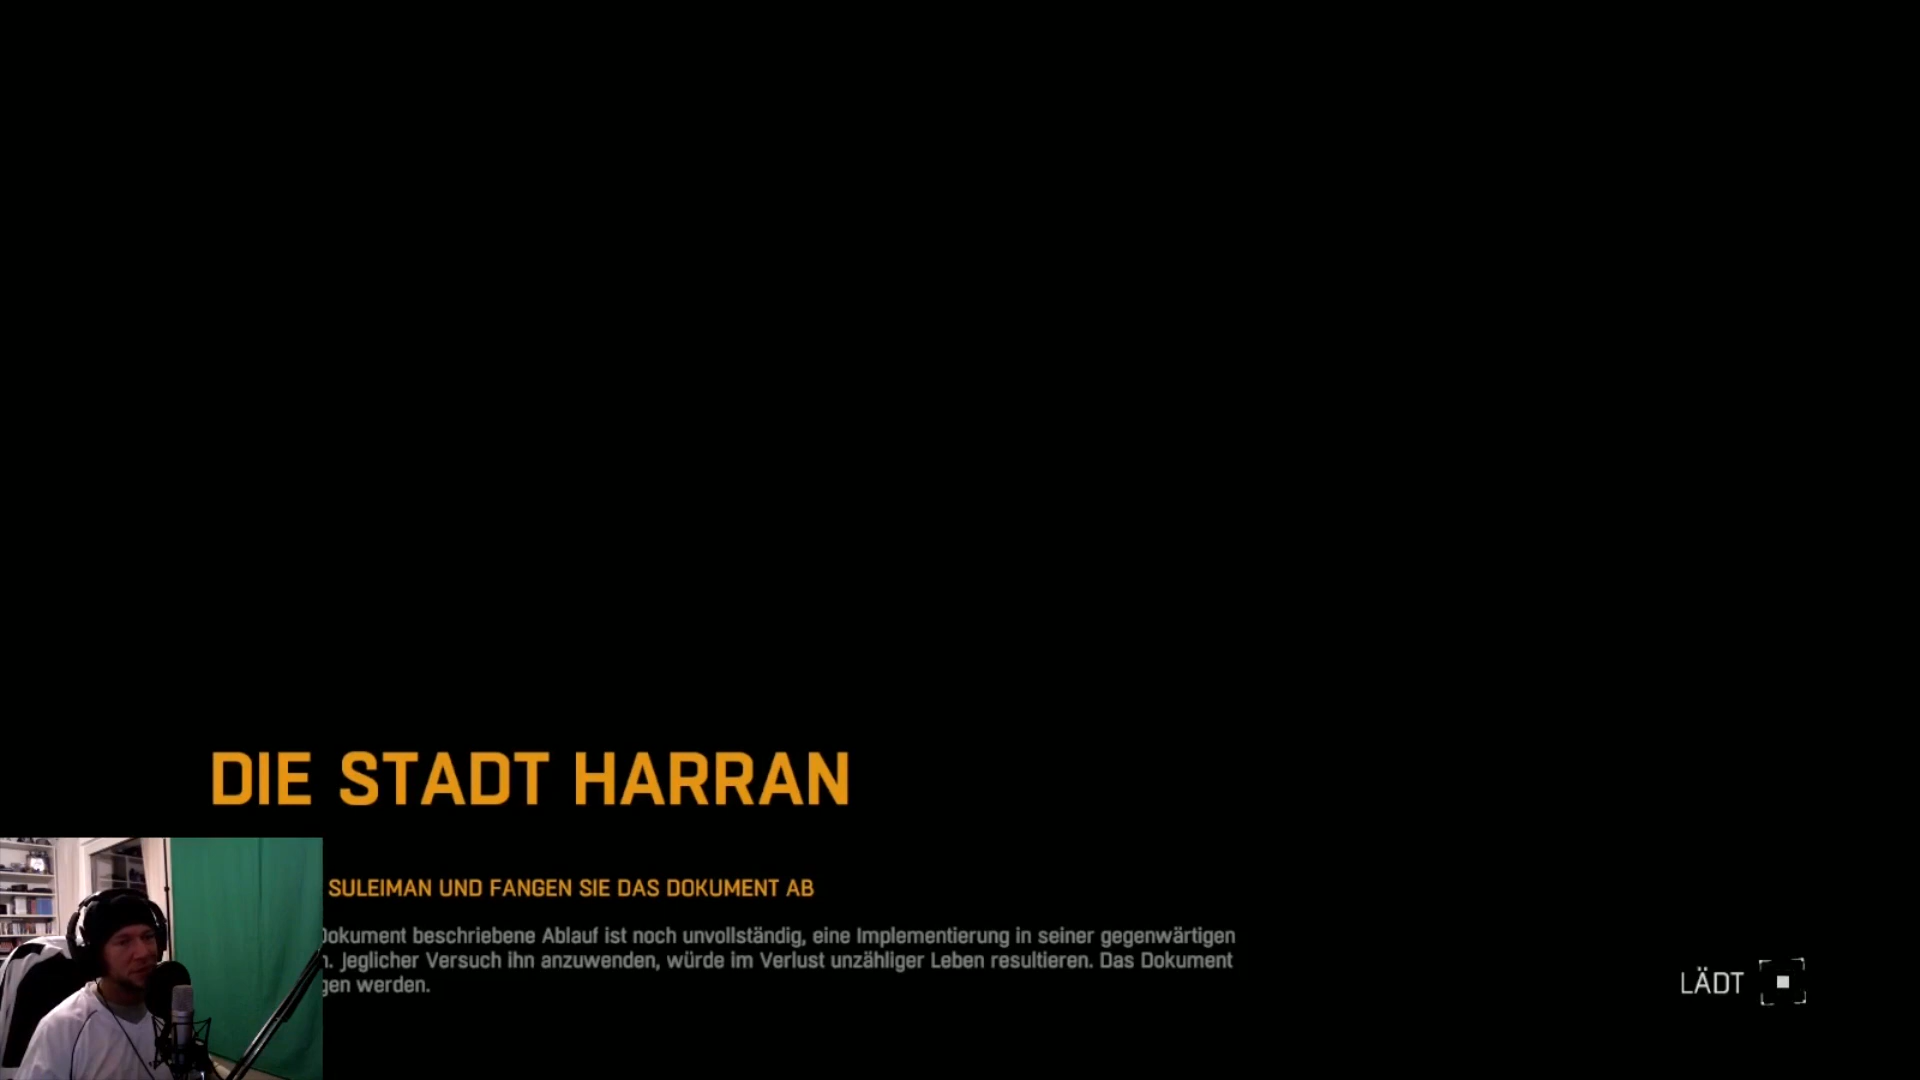 DIE STADT HARRAN
SULEIMAN UND FANGEN SIE DAS DOKUMENT AB
Dokument beschriebene Ablauf ist noch unvollständig, eine Implementierung in seiner gegenwärtigen
n. Jeglicher Versuch ihn anzuwenden, würde im Verlust unzähliger Leben resultieren. Das Dokument
gen werden.
LÄDT